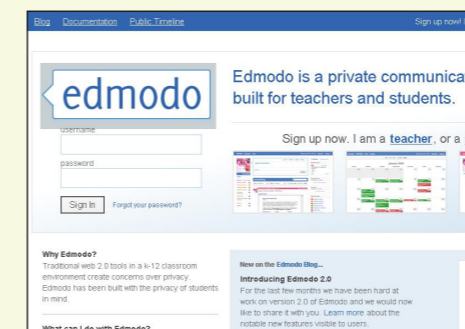 Blog Documentation Public Timeline
Sign up now!
edmodo
Edmodo is a private communica
built for teachers and students.
username
Sign up now. I am a teacher, or a
password
Sign In Forgot your password?
Why Edmodo?
Traditional web 2.0 tools in a k-12 classroom
environment create concerns over privacy.
Edmodo has been built with the privacy of students
in mind.
What can I do with Edmodo?
New on the Edmodo Blog...
Introducing Edmodo 2.0
For the last few months we have been hard at
work on version 2.0 of Edmodo and we would now
like to share it with you. Learn more about the
notable new features visible to users.